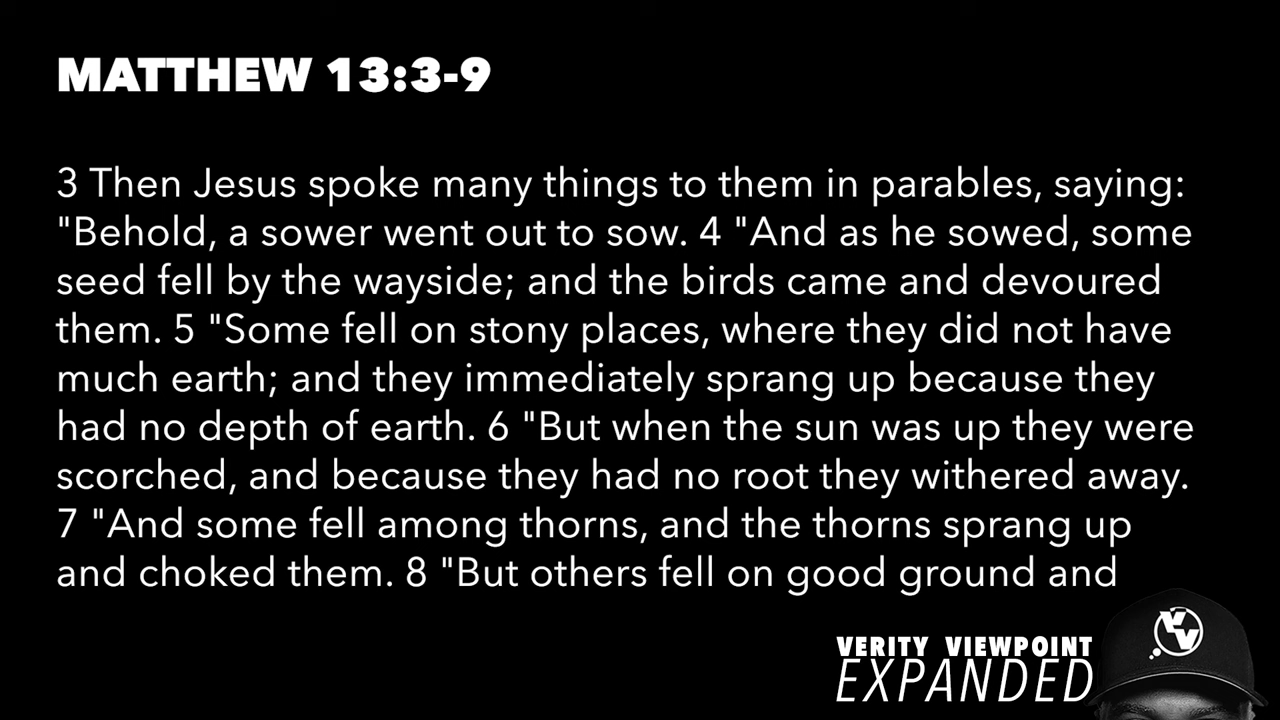 MATTHEW 13:3-9
3 Then Jesus spoke many things to them in parables, saying:
"Behold, a sower went out to sow. 4 "And as he sowed, some
seed fell by the wayside; and the birds came and devoured
them. 5 "Some fell on stony places, where they did not have
much earth; and they immediately sprang up because they
had no depth of earth. 6 "But when the sun was up they were
scorched, and because they had no root they withered away.
7 "And some fell among thorns, and the thorns sprang up
and choked them. 8 "But others fell on good ground and
VERITY VIEWPOINT
EXPANDED
VV